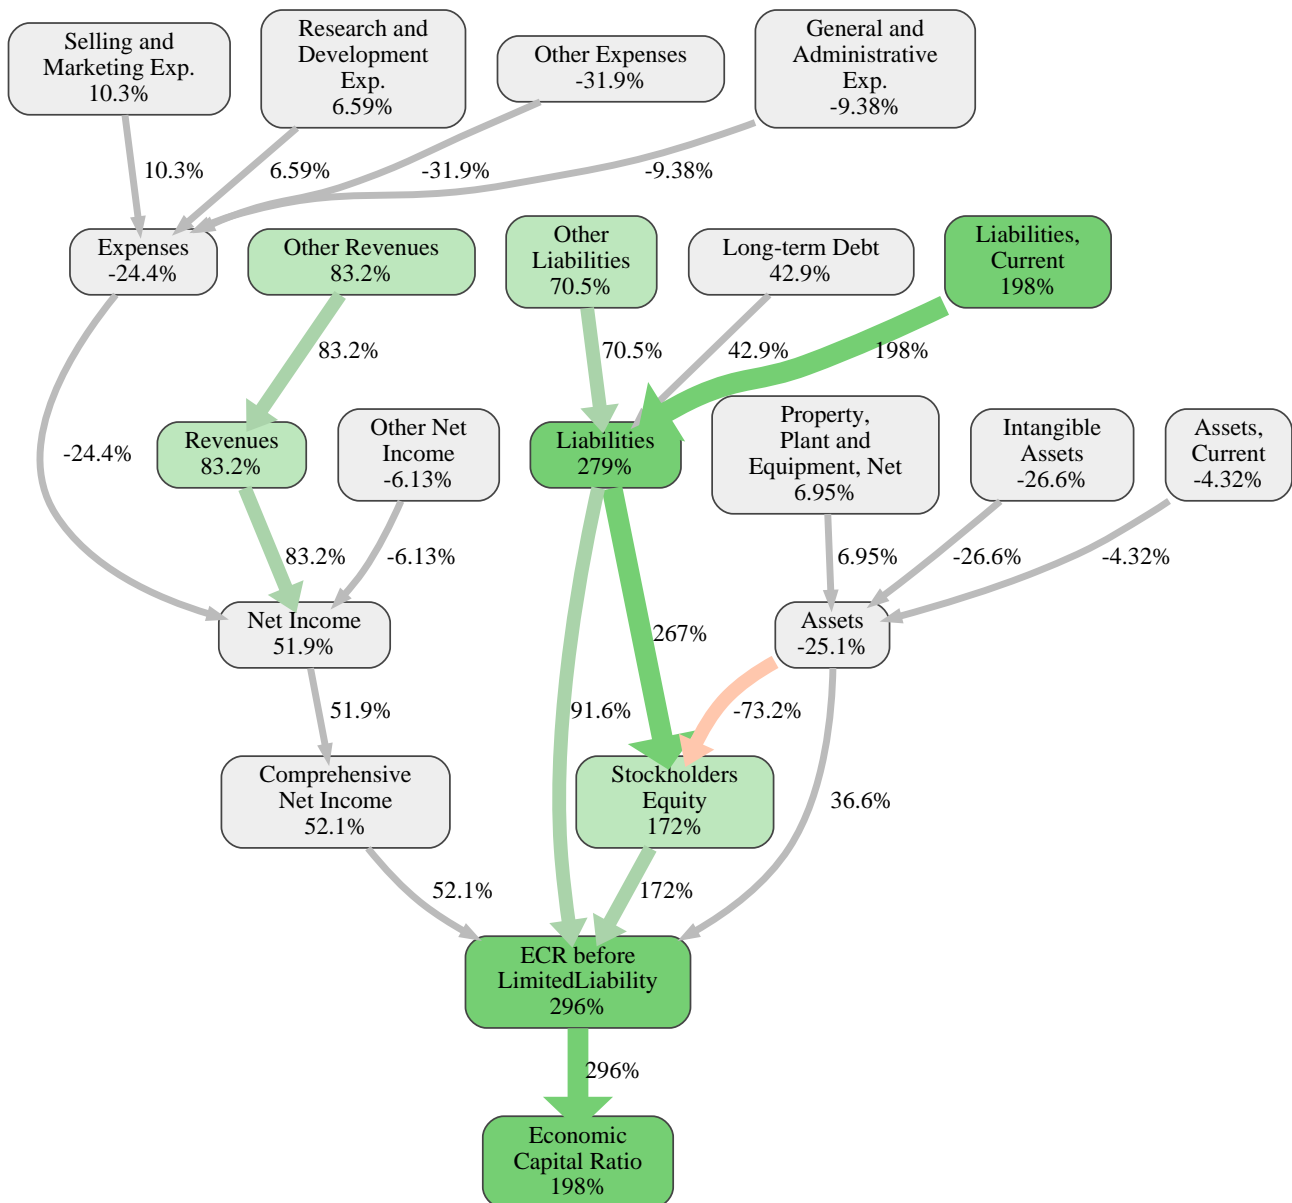 Selling and
Marketing Exp.
10.3%
Research and
Development
Exp.
6.59%
Other Expenses
-31.9%
General and
Administrative
Exp.
-9.38%
10.3%
6.59%
-31.9%
-9.38%
Expenses
-24.4%
Other Revenues
83.2%
Other
Liabilities
70.5%
Long-term Debt
42.9%
Liabilities,
Current
198%
83.2%
70.5%
42.9%
198%
-24.4%
Revenues
83.2%
Other Net
Income
-6.13%
Liabilities
279%
Property,
Plant and
Equipment, Net
6.95%
Intangible
Assets
-26.6%
Assets,
Current
-4.32%
83.2%
-6.13%
6.95%
-26.6%
-4.32%
Net Income
51.9%
267%
Assets
-25.1%
51.9%
91.6%
-73.2%
Comprehensive
Net Income
52.1%
Stockholders
Equity
172%
36.6%
52.1%
172%
ECR before
LimitedLiability
296%
296%
Economic
Capital Ratio
198%